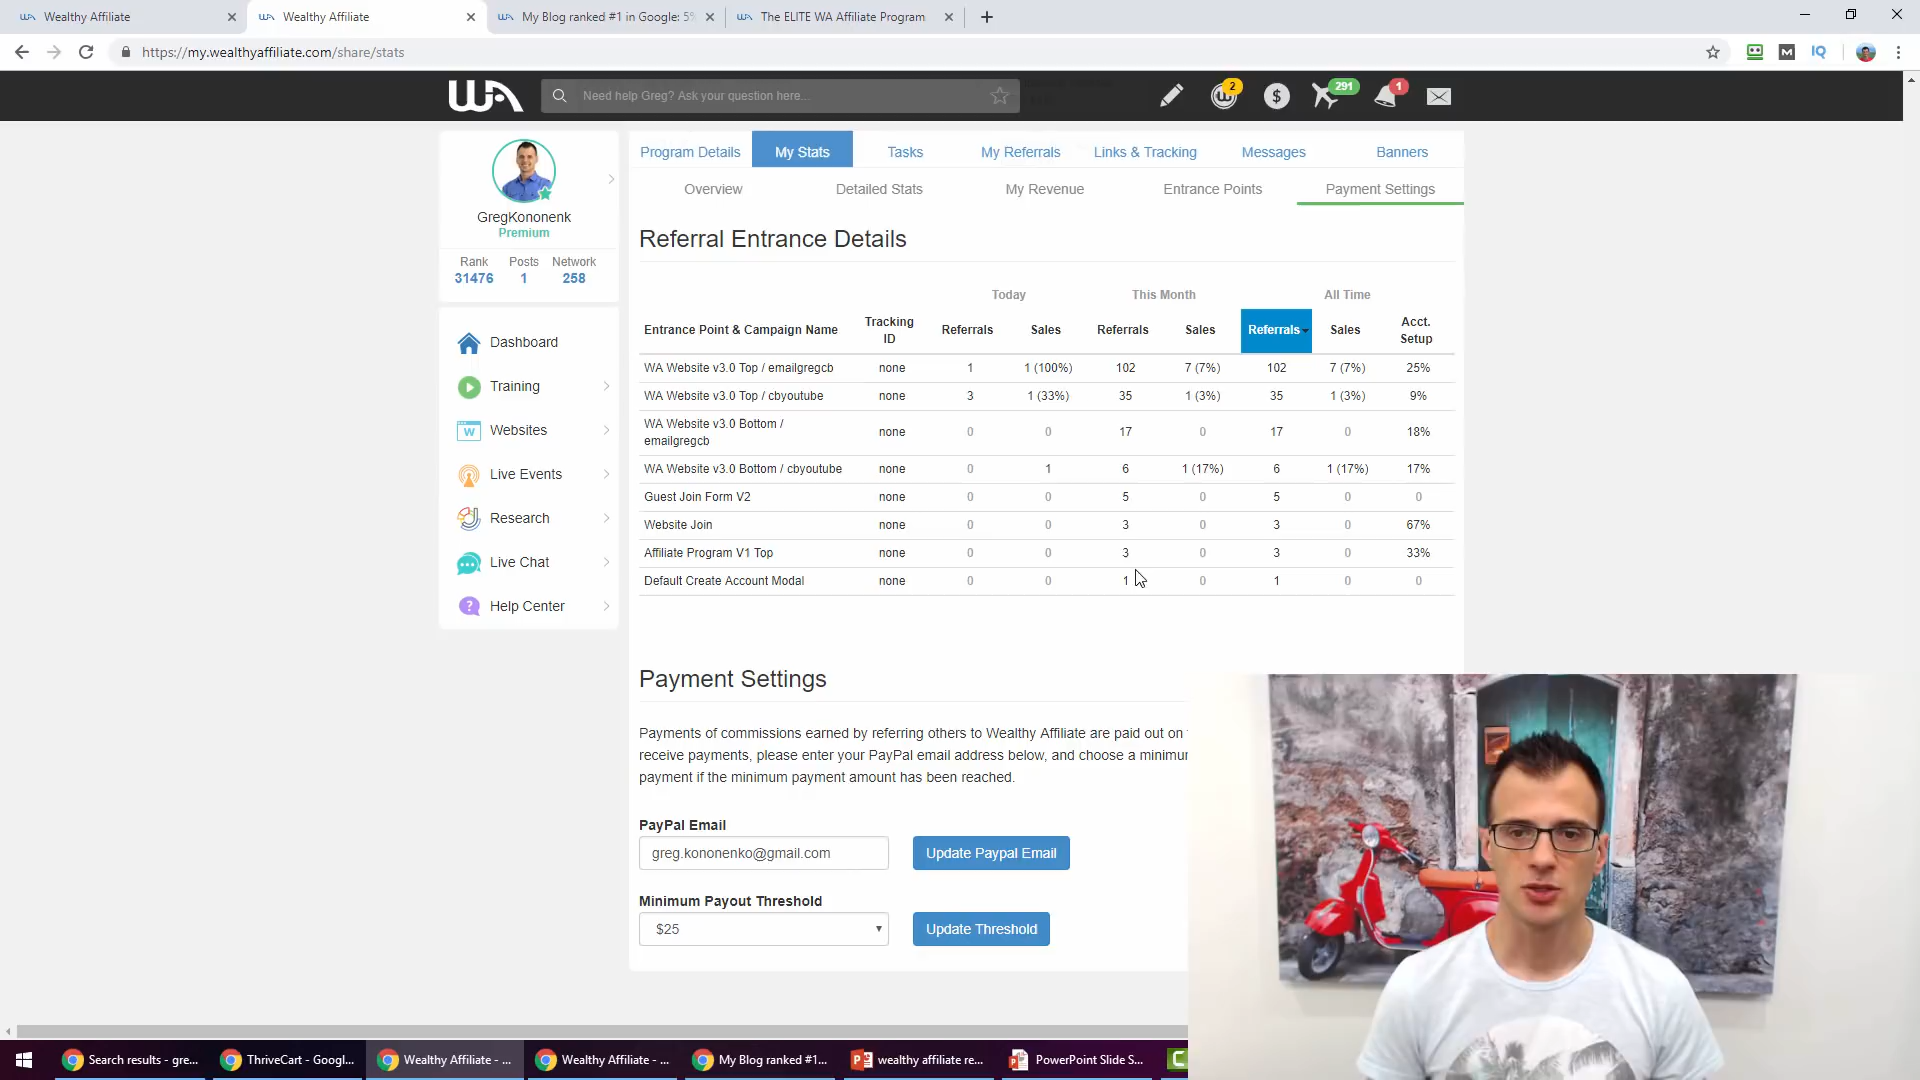 Wealthy Affiliate
Wealthy Affiliate
My Blog ranked #1 in Google: 5
The ELITE WA Affiliate Program
https://my.wealthyaffiliate.com/share/stats
IQ
WA
Need help Greg? Ask your question here...
2
$
291
1
GregKononenk
Premium
Rank Posts Network
31476 1 258
Dashboard
Training
Websites
Live Events
Research
Live Chat
Help Center
Program Details My Stats Tasks My Referrals Links & Tracking Messages Banners
Overview Detailed Stats My Revenue Entrance Points Payment Settings
Referral Entrance Details
Today This Month All Time
Entrance Point & Campaign Name Tracking ID Referrals Sales Referrals Sales Referrals Sales Acct. Setup
WA Website v3.0 Top / emailgregcb none 1 1 (100%) 102 7 (7%) 102 7 (7%) 25%
WA Website v3.0 Top / cbyoutube none 3 1 (33%) 35 1 (3%) 35 1 (3%) 9%
WA Website v3.0 Bottom / emailgregcb none 0 0 17 0 17 0 18%
WA Website v3.0 Bottom / cbyoutube none 0 1 6 1 (17%) 6 1 (17%) 17%
Guest Join Form V2 none 0 0 5 0 5 0 0
Website Join none 0 0 3 0 3 0 67%
Affiliate Program V1 Top none 0 0 3 0 3 0 33%
Default Create Account Modal none 0 0 1 0 1 0 0
Payment Settings
Payments of commissions earned by referring others to Wealthy Affiliate are paid out on
receive payments, please enter your PayPal email address below, and choose a minimu
payment if the minimum payment amount has been reached.
PayPal Email
greg.kononenko@gmail.com Update Paypal Email
Minimum Payout Threshold
$25 Update Threshold
Search results - gre...
ThriveCart - Googl...
Wealthy Affiliate - ...
Wealthy Affiliate - ...
My Blog ranked #1...
wealthy affiliate re...
PowerPoint Slide S...